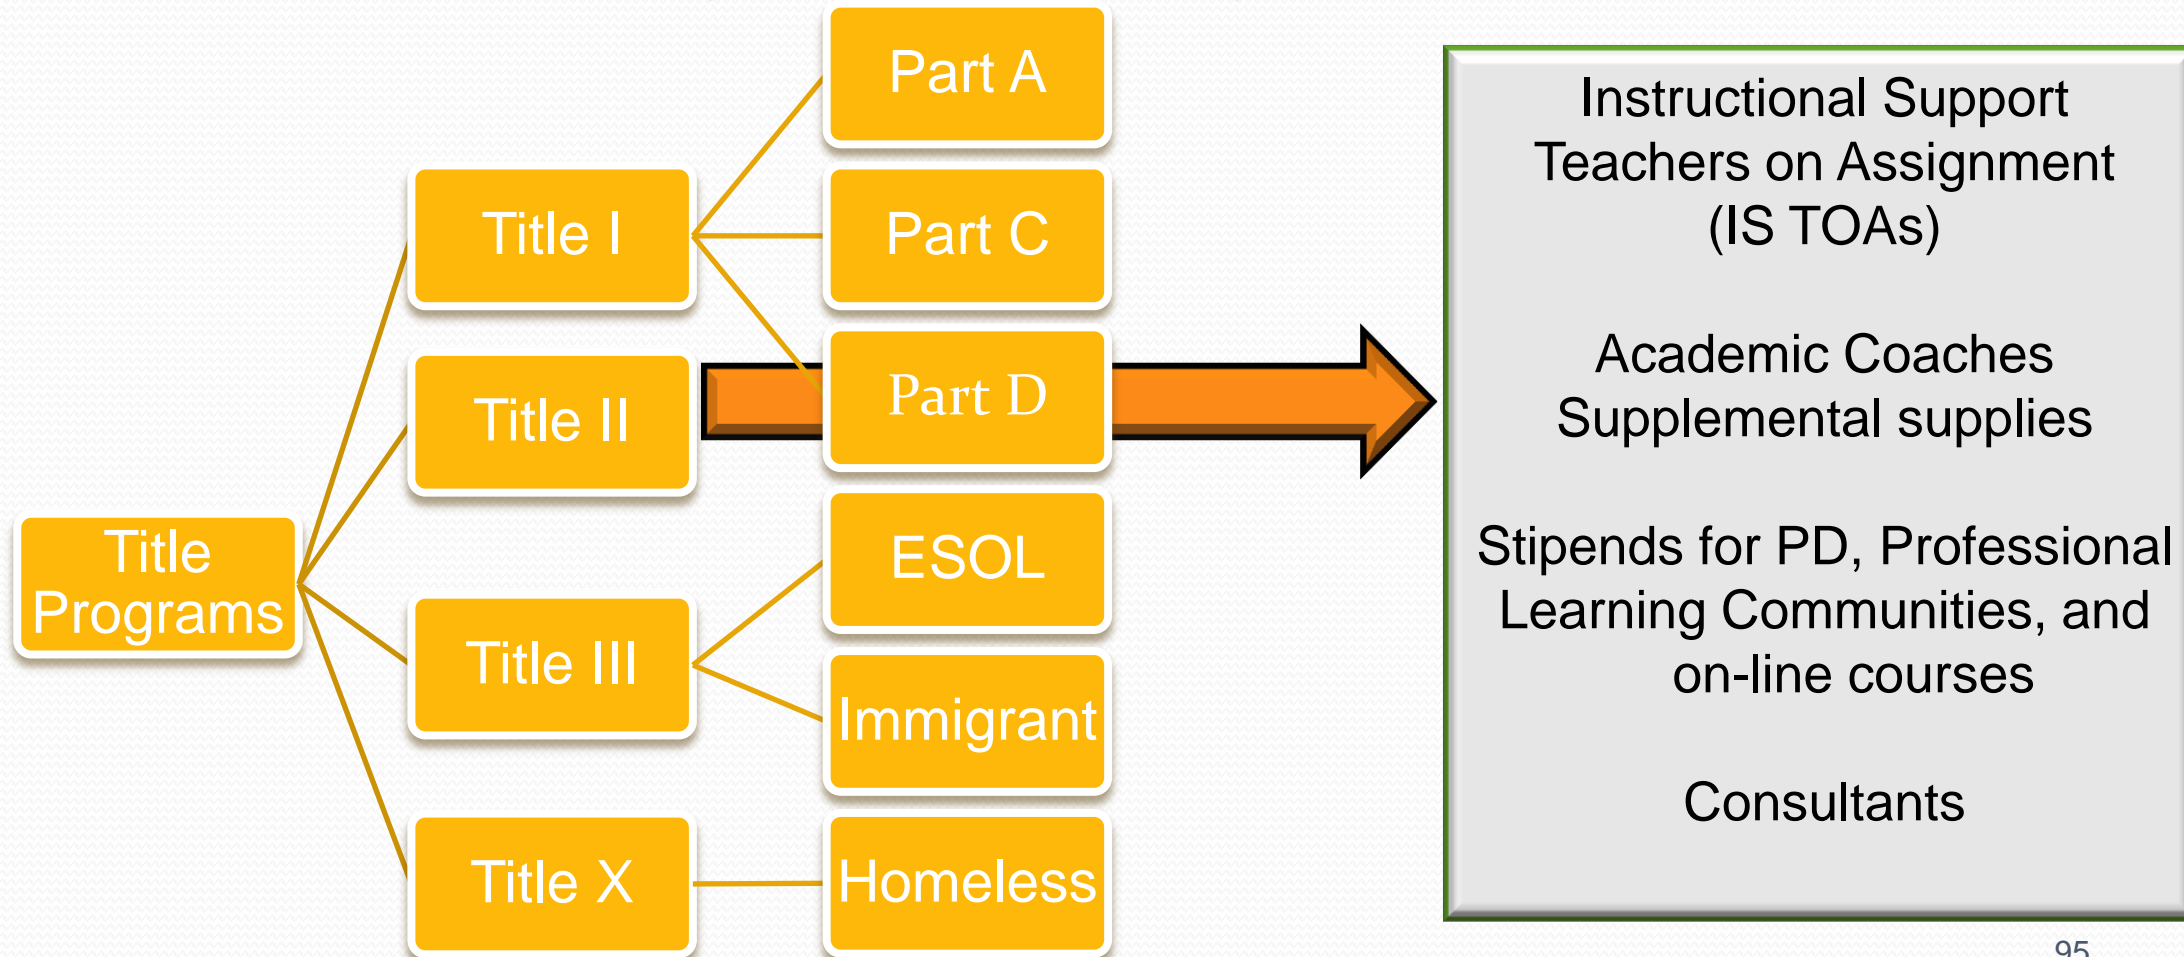 Title
Programs
Title I
Title II
Title III
Title X
Part A
Part C
Part D
ESOL
Immigrant
Homeless
Instructional Support
Teachers on Assignment
(IS TOAs)
Academic Coaches
Supplemental supplies
Stipends for PD, Professional
Learning Communities, and
on-line courses
Consultants
95